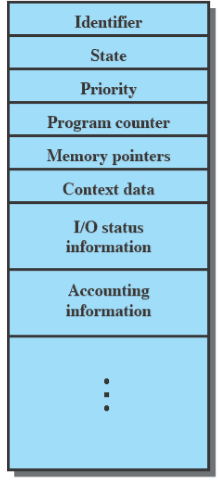 Identifier
State
Priority
Program counter
Memory pointers
Context data
I/O status
information
Accounting
information